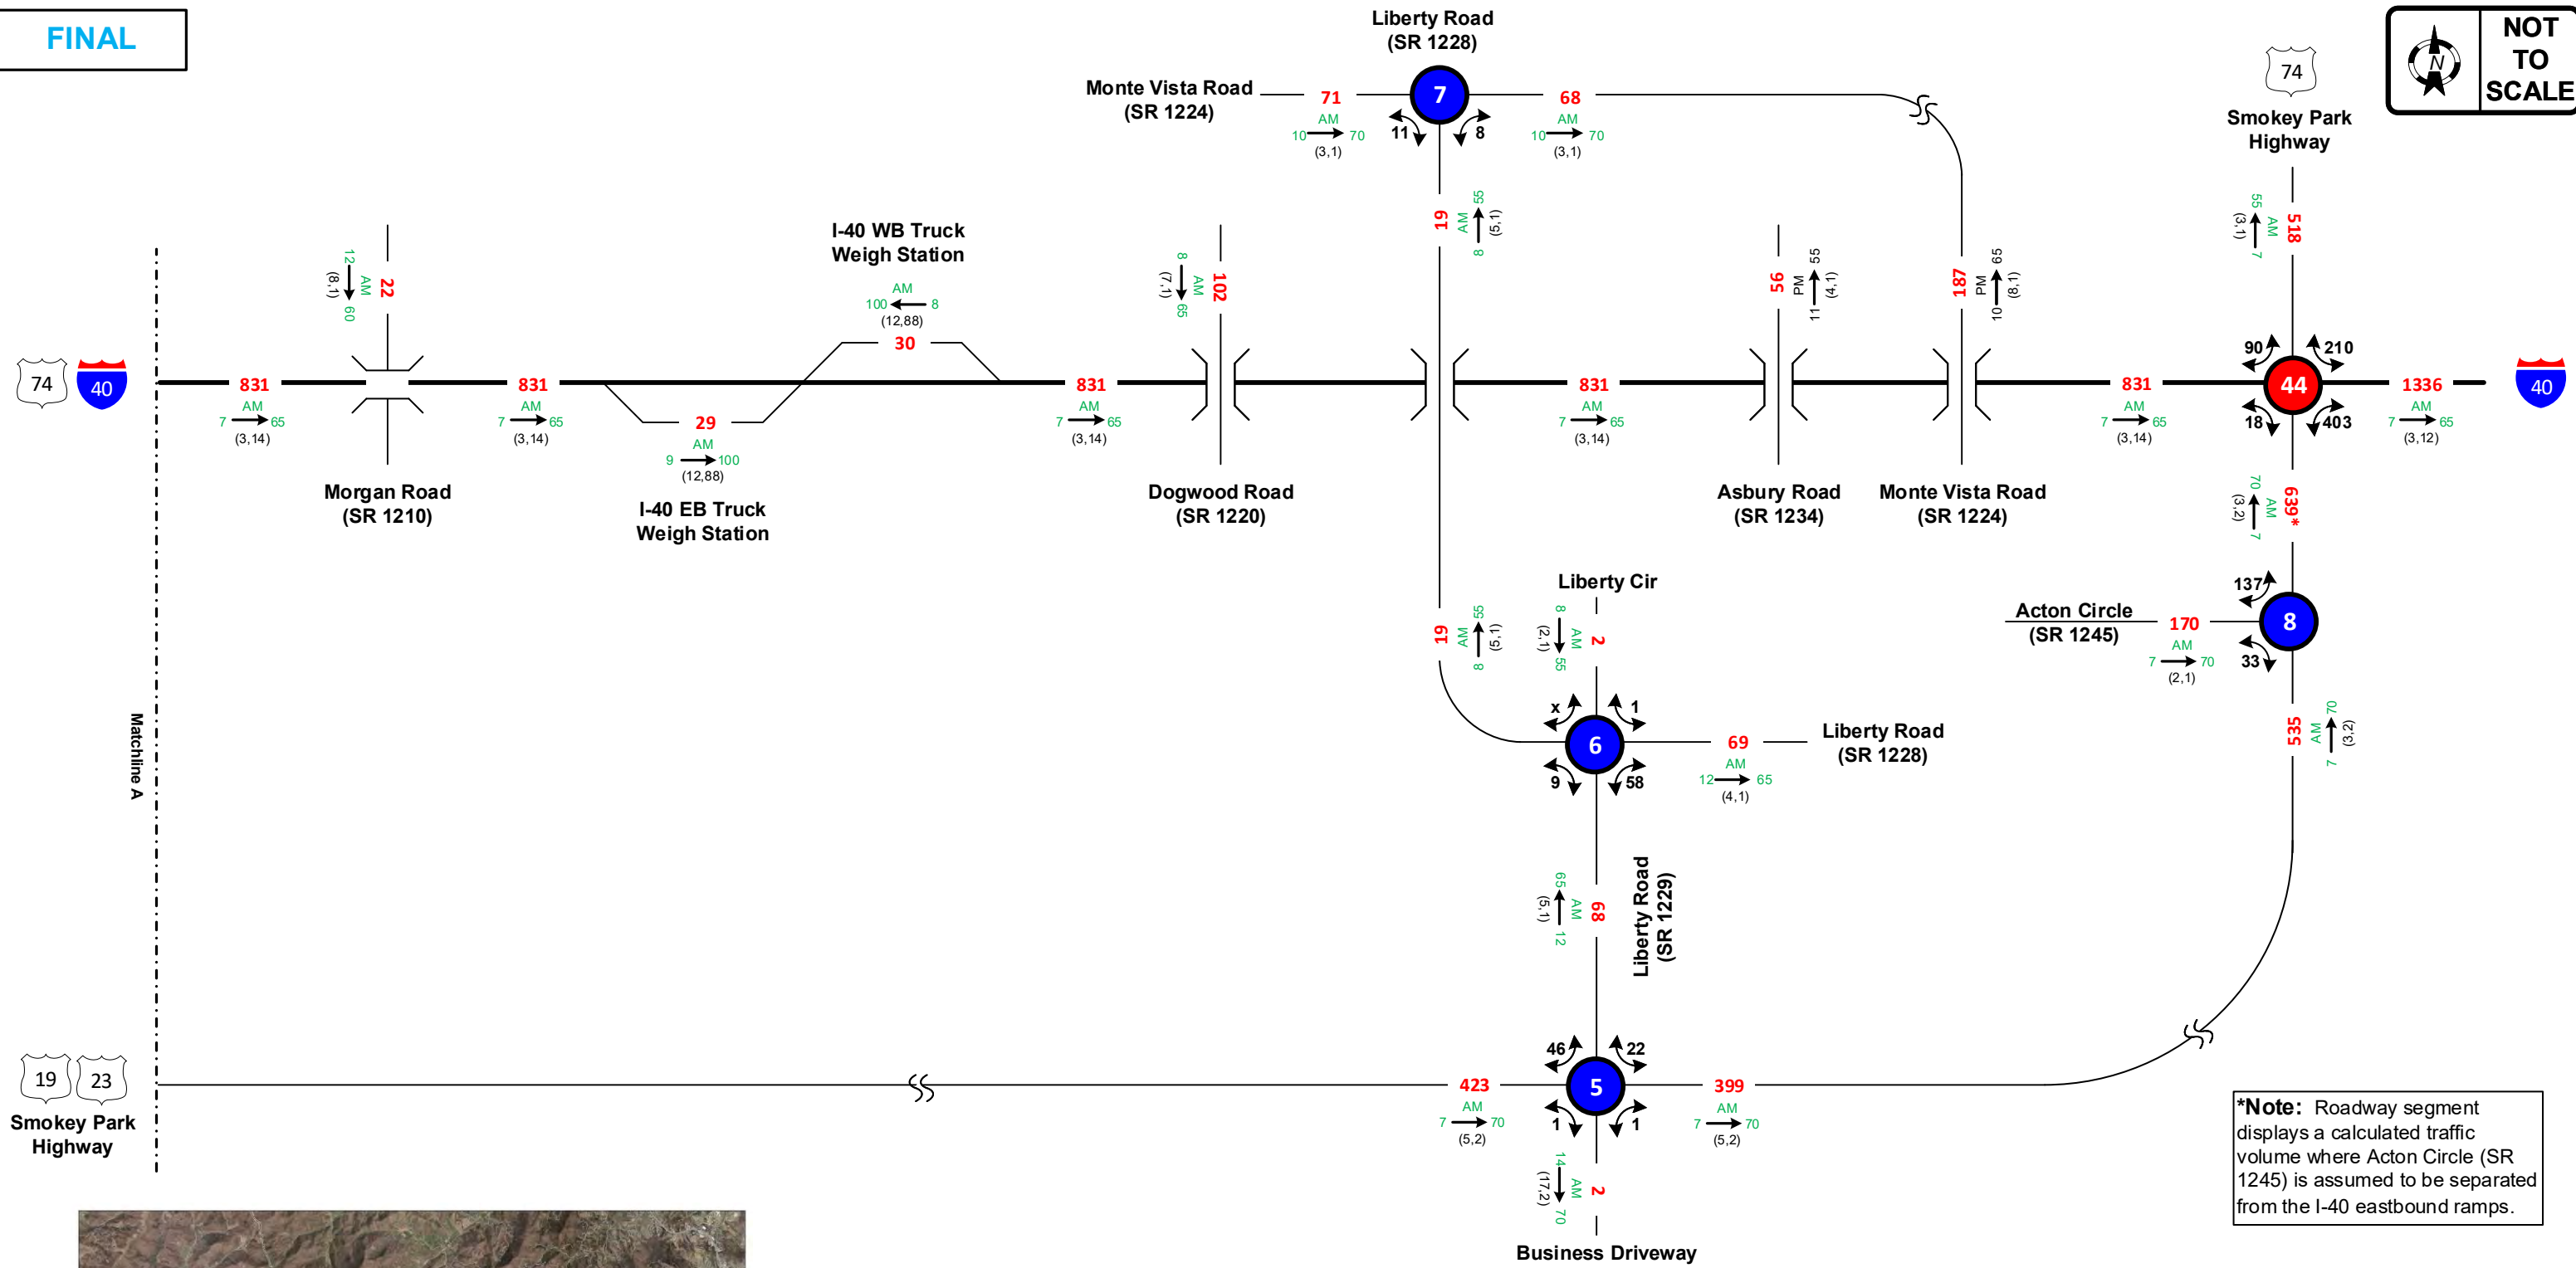 FINAL
Liberty Road
(SR 1228)
NOT
TO
SCALE
N
74
Smokey Park
Highway
Monte Vista Road
(SR 1224)
71
AM
10 70
(3,1)
7
11
8
68
AM
10 70
(3,1)
19
AM
8 55
(5,1)
518
AM
7 55
(3,1)
I-40 WB Truck
Weigh Station
AM
100 8
(12,88)
30
22
AM
12 60
(8,1)
102
AM
8 65
(7,1)
56
PM
11 55
(4,1)
187
PM
10 65
(8,1)
74
40
831
AM
7 65
(3,14)
831
AM
7 65
(3,14)
29
AM
9 100
(12,88)
831
AM
7 65
(3,14)
831
AM
7 65
(3,14)
831
AM
7 65
(3,14)
90
210
44
18
403
1336
AM
7 65
(3,12)
40
Morgan Road
(SR 1210)
I-40 EB Truck
Weigh Station
Dogwood Road
(SR 1220)
Asbury Road
(SR 1234)
Monte Vista Road
(SR 1224)
639*
AM
7 70
(3,2)
Liberty Cir
19
AM
8 55
(5,1)
2
AM
8 55
(2,1)
Acton Circle
(SR 1245)
170
AM
7 70
(2,1)
137
8
33
x
1
6
9
58
69
AM
12 65
(4,1)
Liberty Road
(SR 1228)
535
AM
7 70
(3,2)
Matchline A
68
AM
12 65
(5,1)
Liberty Road
(SR 1229)
19
23
Smokey Park
Highway
423
AM
7 70
(5,2)
46
22
5
1
1
399
AM
7 70
(5,2)
2
AM
14 70
(17,2)
Business Driveway
*Note: Roadway segment
displays a calculated traffic
volume where Acton Circle (SR
1245) is assumed to be separated
from the I-40 eastbound ramps.